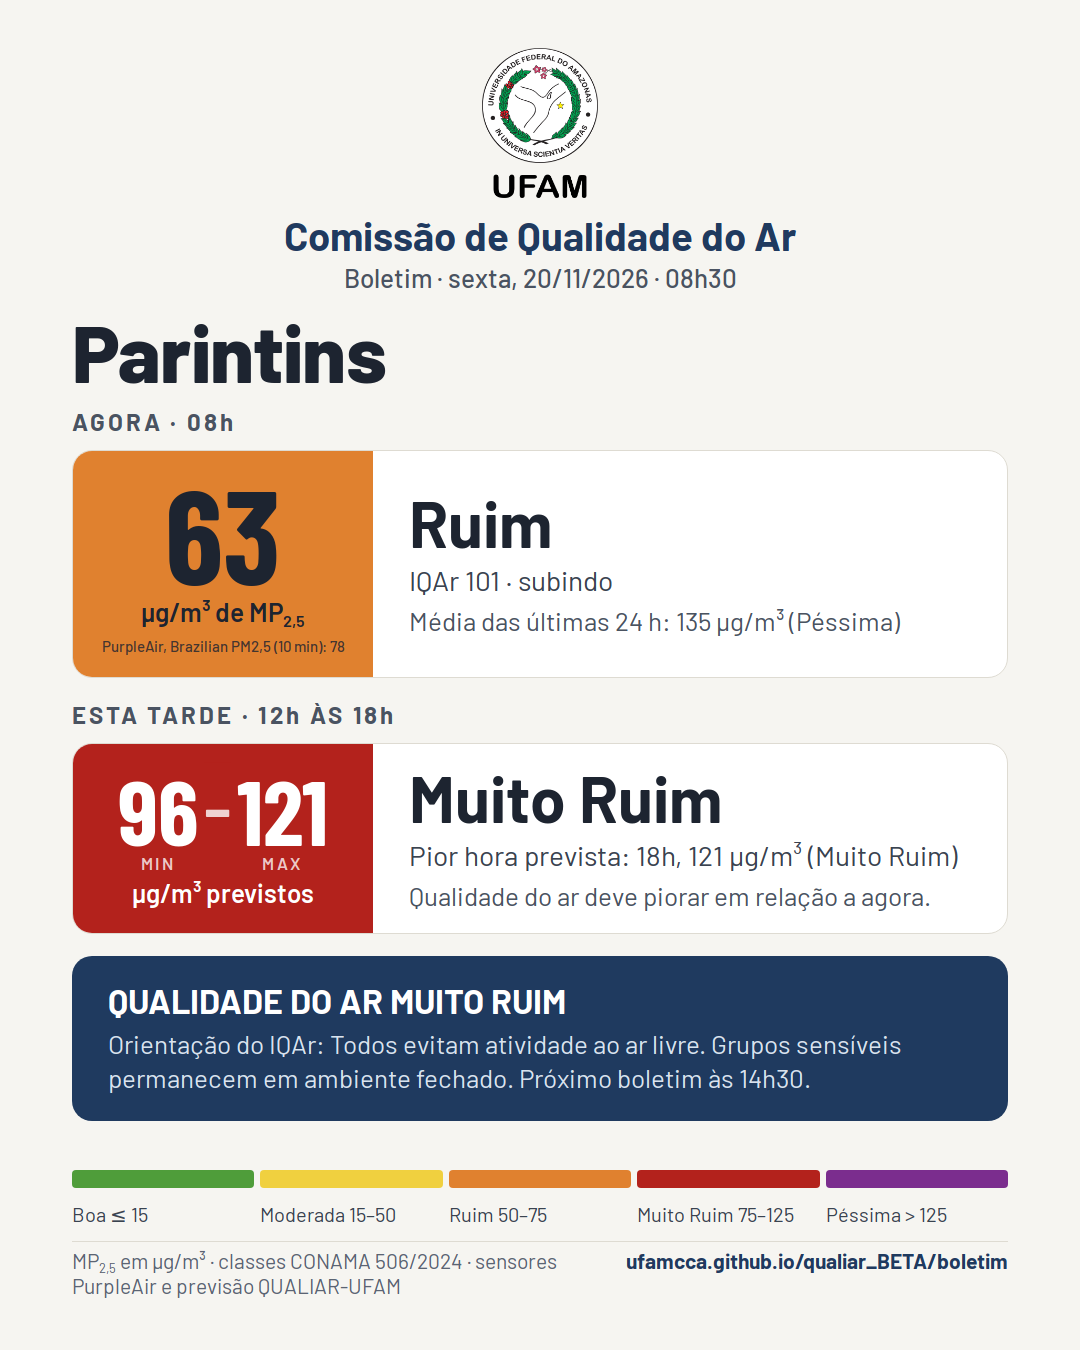 UNIVERSIDADE FEDERAL DO AMAZONAS
IN UNIVERSA SCIENTIA VERITAS
UFAM
Comissão de Qualidade do Ar
Boletim · sexta, 20/11/2026 · 08h30
Parintins
AGORA · 08h
63
µg/m³ de MP2,5
PurpleAir, Brazilian PM2,5 (10 min): 78
Ruim
IQAr 101 · subindo
Média das últimas 24 h: 135 µg/m³ (Péssima)
ESTA TARDE · 12h ÀS 18h
96–121
MIN MAX
µg/m³ previstos
Muito Ruim
Pior hora prevista: 18h, 121 µg/m³ (Muito Ruim)
Qualidade do ar deve piorar em relação a agora.
QUALIDADE DO AR MUITO RUIM
Orientação do IQAr: Todos evitam atividade ao ar livre. Grupos sensíveis
permanecem em ambiente fechado. Próximo boletim às 14h30.
Boa ≤ 15
Moderada 15–50
Ruim 50–75
Muito Ruim 75–125
Péssima > 125
MP2,5 em µg/m³ · classes CONAMA 506/2024 · sensores
PurpleAir e previsão QUALIAR-UFAM
ufamcca.github.io/qualiar_BETA/boletim